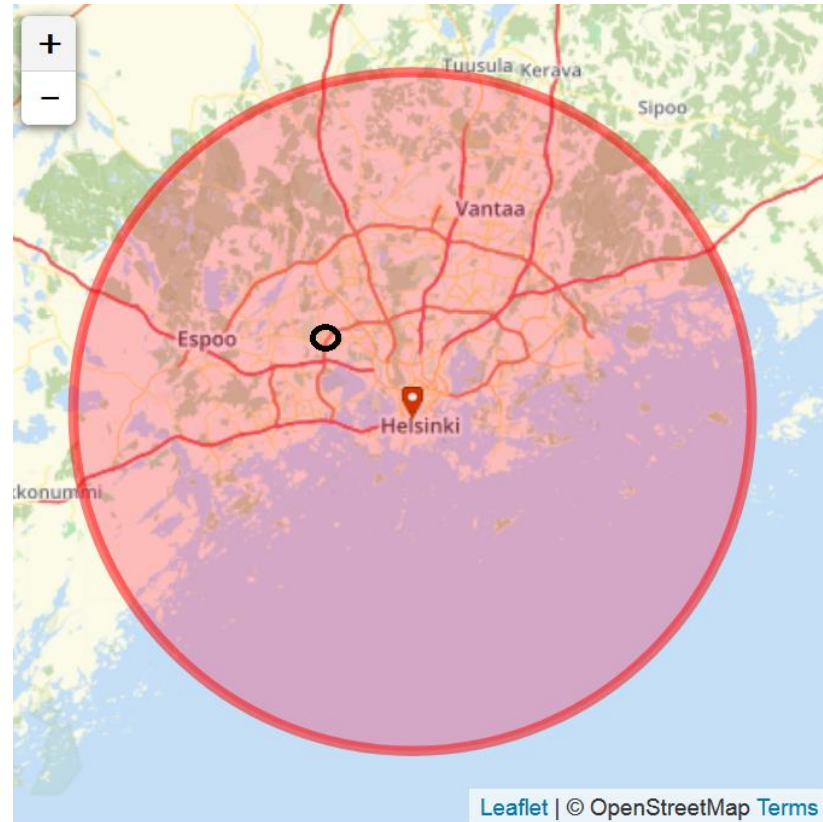 +
−
Tuusula
Kerava
Sipoo
Vantaa
Espoo
Helsinki
kkonummi
Leaflet | © OpenStreetMap Terms